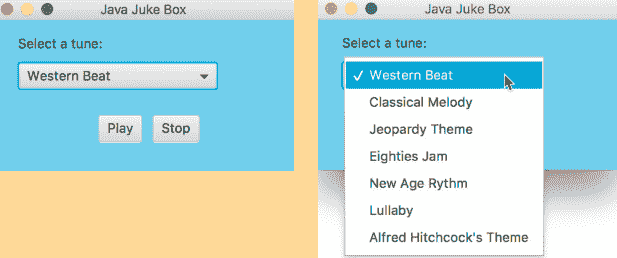 Java Juke Box
Select a tune:
Western Beat
Play Stop
Java Juke Box
Select a tune:
✓ Western Beat
Classical Melody
Jeopardy Theme
Eighties Jam
New Age Rythm
Lullaby
Alfred Hitchcock's Theme